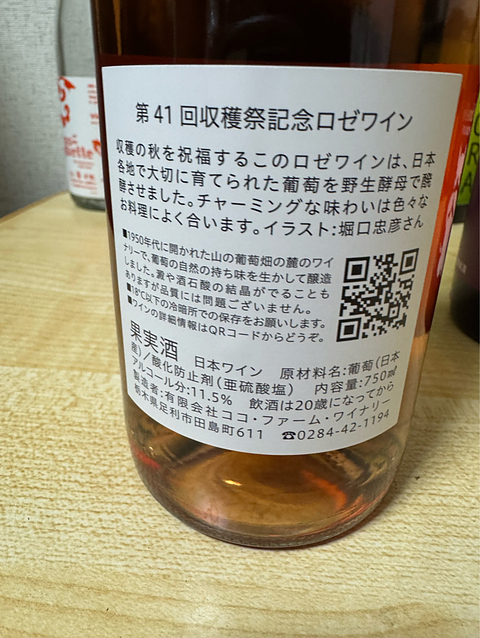 第41回収穫祭記念ロゼワイン
収穫の秋を祝福するこのロゼワインは、日本
各地で大切に育てられた葡萄を野生酵母で醗
酵させました。チャーミングな味わいは色々な
お料理によく合います。イラスト:堀口忠彦さん
■1950年代に開かれた山の葡萄畑の麓のワイ
ナリーで、葡萄の自然の持ち味を生かして醸造
しました。澱や酒石酸の結晶がでることも
ありますが品質には問題ございません。
■18℃以下の冷暗所での保存をお願いします。
■ワインの詳細情報はQRコードからどうぞ。
果実酒 日本ワイン 原材料名:葡萄(日本
産)/酸化防止剤(亜硫酸塩) 内容量:750ml
アルコール分:11.5% 飲酒は20歳になってから
製造者:有限会社ココ・ファーム・ワイナリー
栃木県足利市田島町611 ☎0284-42-1194